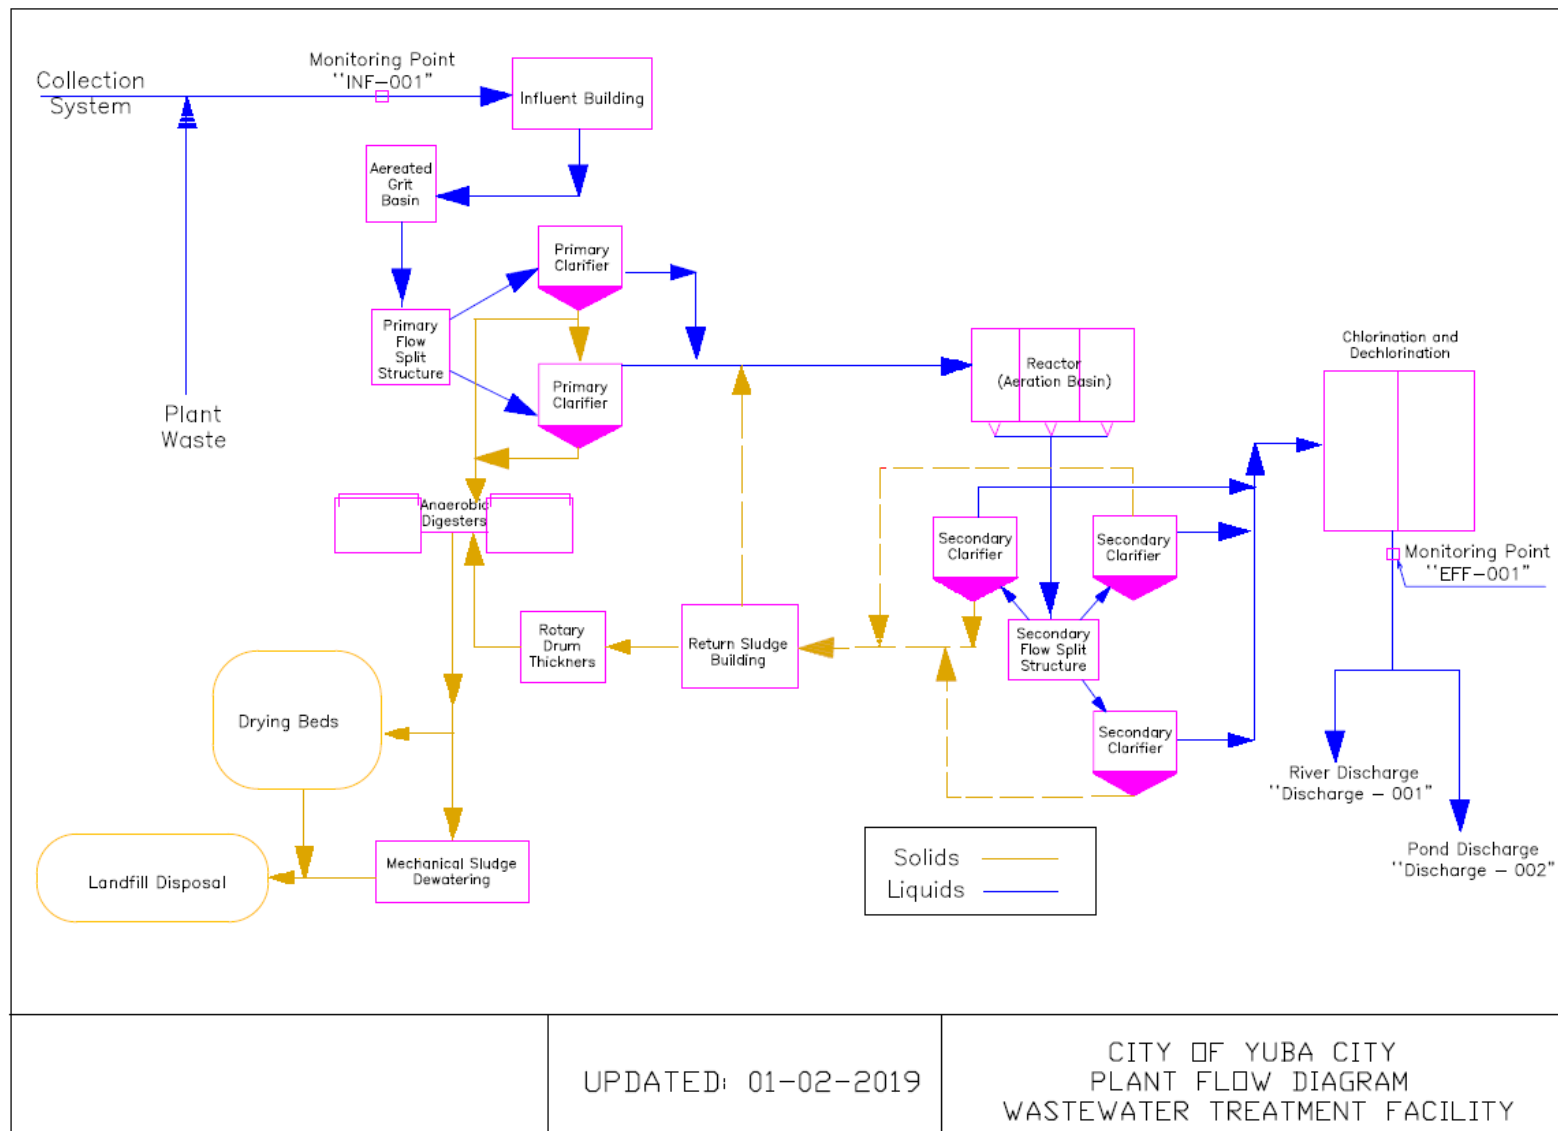 Monitoring Point
"INF-001"
Collection
System
Influent Building
Aereated
Grit
Basin
Primary
Clarifier
Primary
Flow
Split
Structure
Primary
Clarifier
Reactor
(Aeration Basin)
Chlorination and
Dechlorination
Plant
Waste
Anaerobic
Digesters
Secondary
Clarifier
Secondary
Clarifier
Monitoring Point
"EFF-001"
Rotary
Drum
Thickners
Return Sludge
Building
Secondary
Flow Split
Structure
Drying Beds
Secondary
Clarifier
River Discharge
"Discharge - 001"
Pond Discharge
"Discharge - 002"
Mechanical Sludge
Dewatering
Landfill Disposal
Solids
Liquids
UPDATED: 01-02-2019
CITY OF YUBA CITY
PLANT FLOW DIAGRAM
WASTEWATER TREATMENT FACILITY